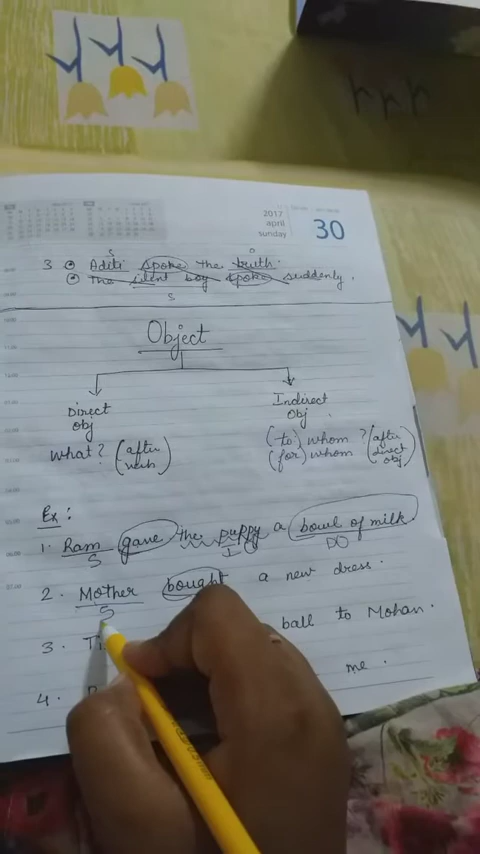 2017
april
sunday
30
S O
3 Aditi spoke the truth.
The silent boy spoke suddenly.
S
Object
Direct Obj
Indirect Obj
What? (after verb)
(to) whom ? (after direct obj)
(for) whom
Ex:
1. Ram gave the puppy a bowl of milk.
S IO DO
2. Mother bought a new dress.
S
3. ball to Mohan.
4. me.